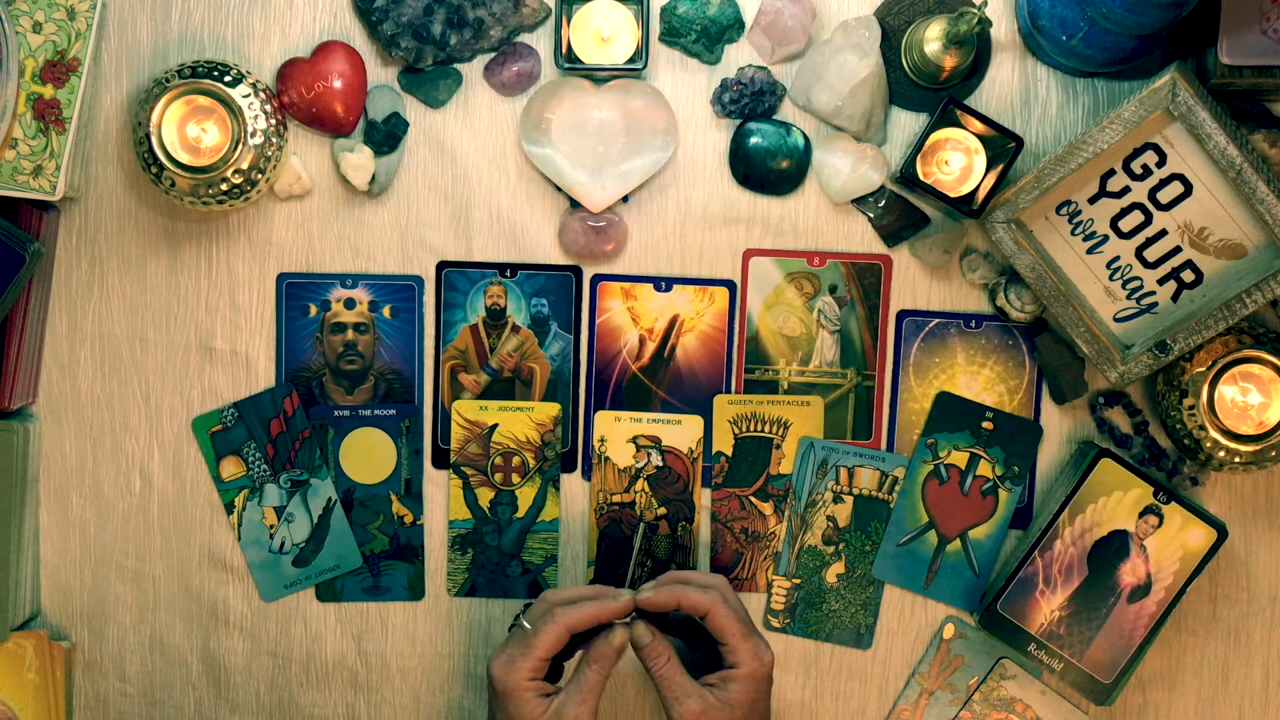 LOVE
GO
YOUR
own way
9
4
3
8
4
XVIII – THE MOON
XX – JUDGMENT
IV – THE EMPEROR
QUEEN OF PENTACLES
KING OF SWORDS
III
KNIGHT OF CUPS
16
Rebuild